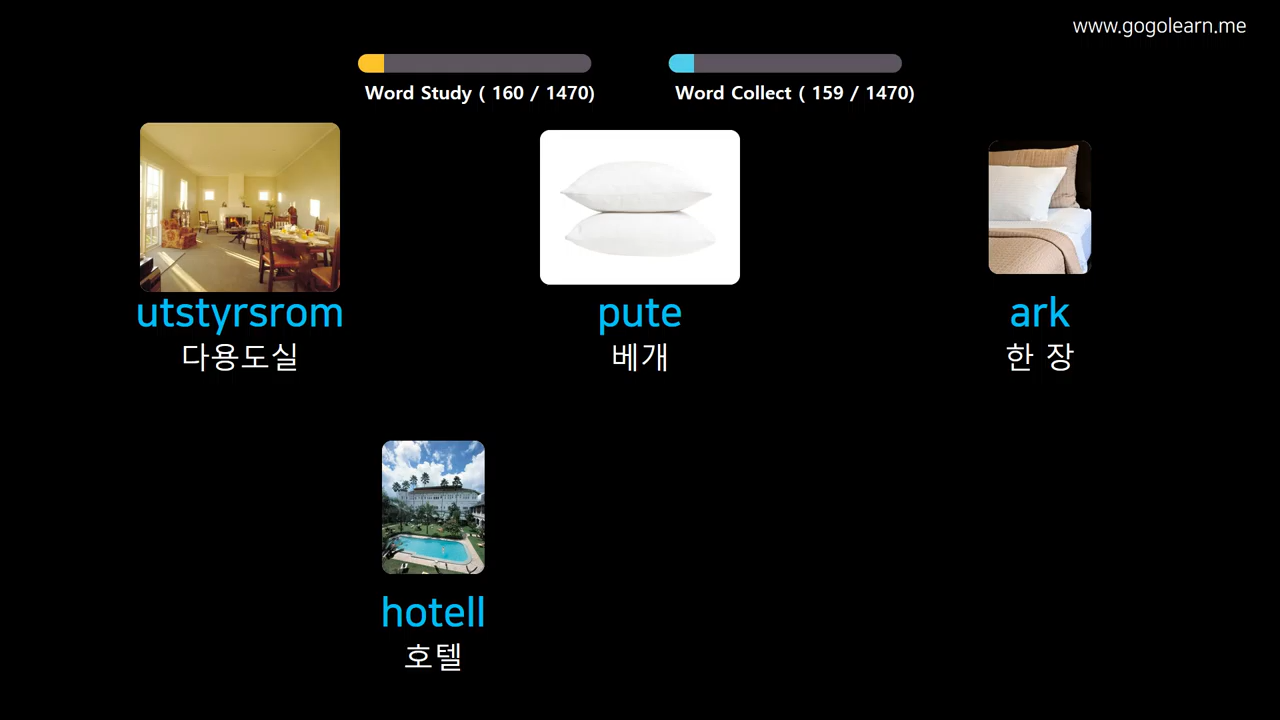 www.gogolearn.me
Word Study ( 160 / 1470)
Word Collect ( 159 / 1470)
utstyrsrom
다용도실
pute
베개
ark
한 장
hotell
호텔